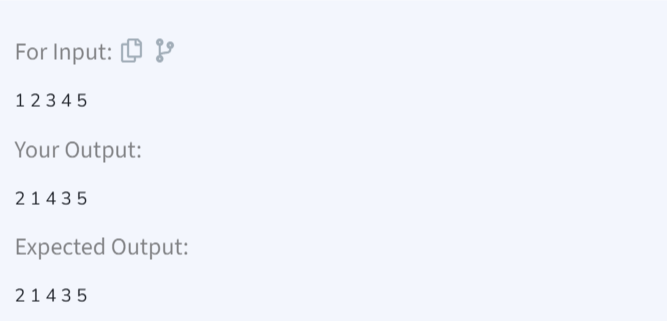 For Input:
1 2 3 4 5
Your Output:
2 1 4 3 5
Expected Output:
2 1 4 3 5